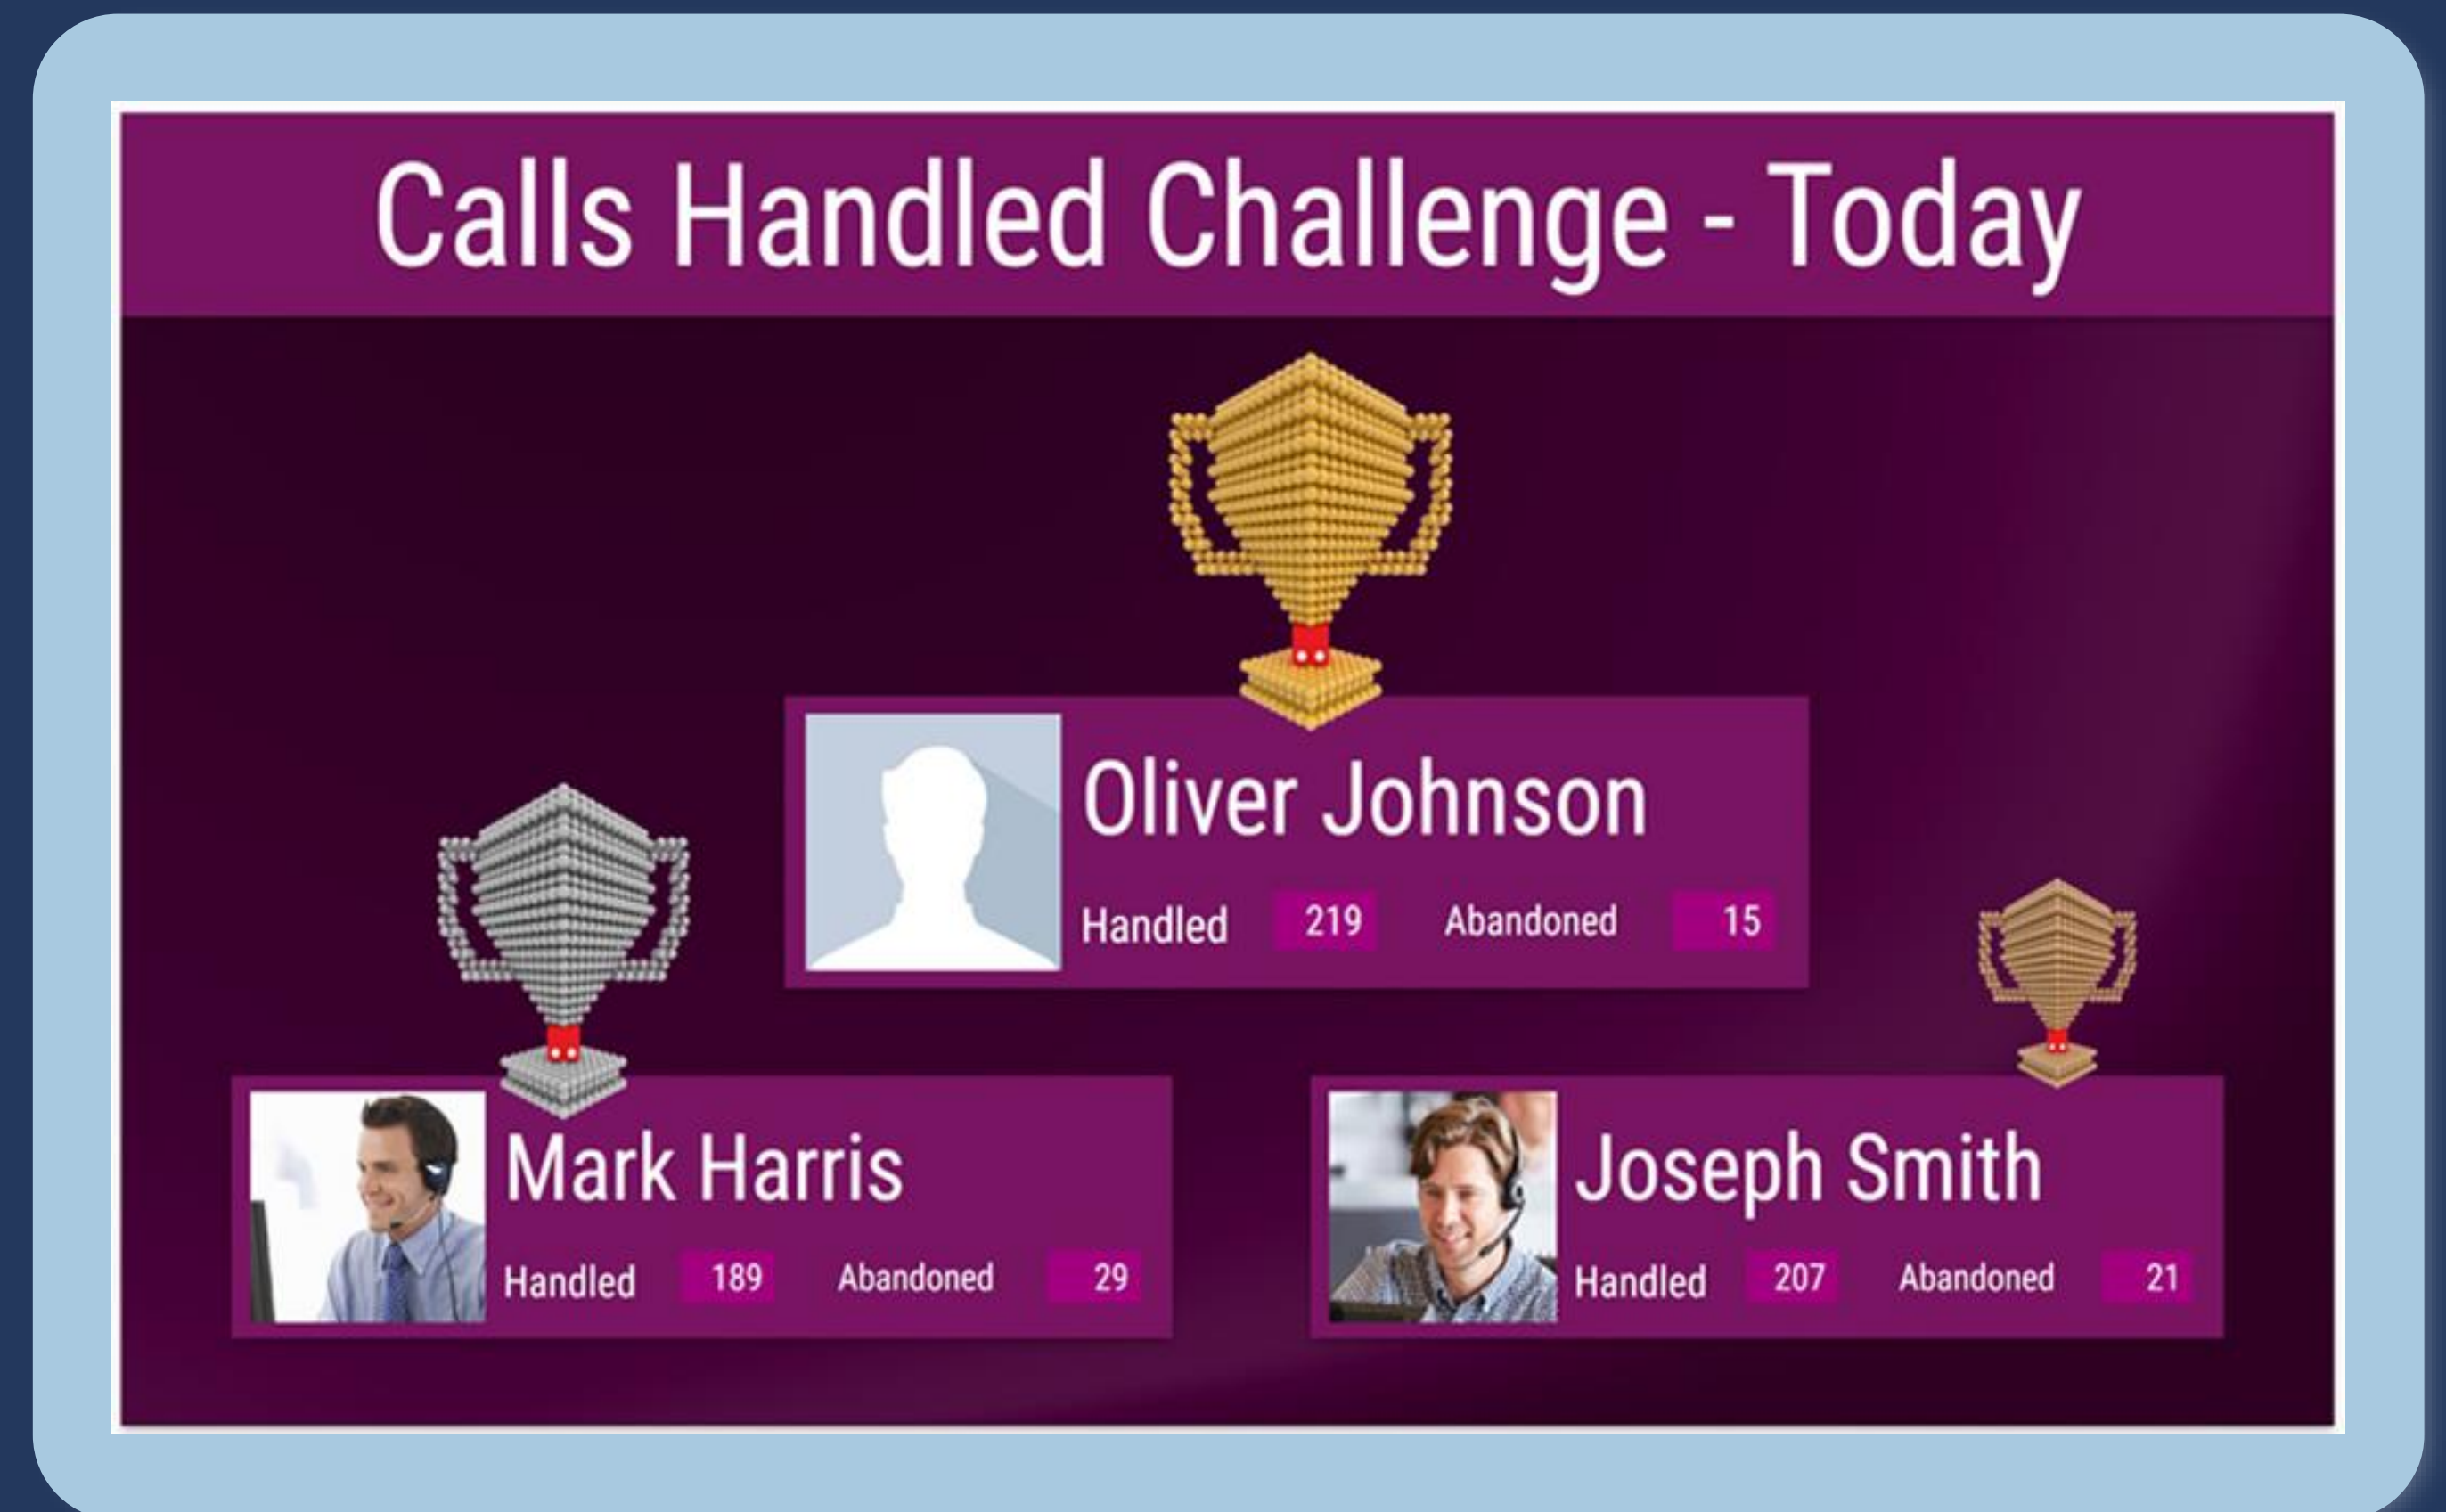 Calls Handled Challenge - Today
Oliver Johnson
Handled 219 Abandoned 15
Mark Harris
Handled 189 Abandoned 29
Joseph Smith
Handled 207 Abandoned 21